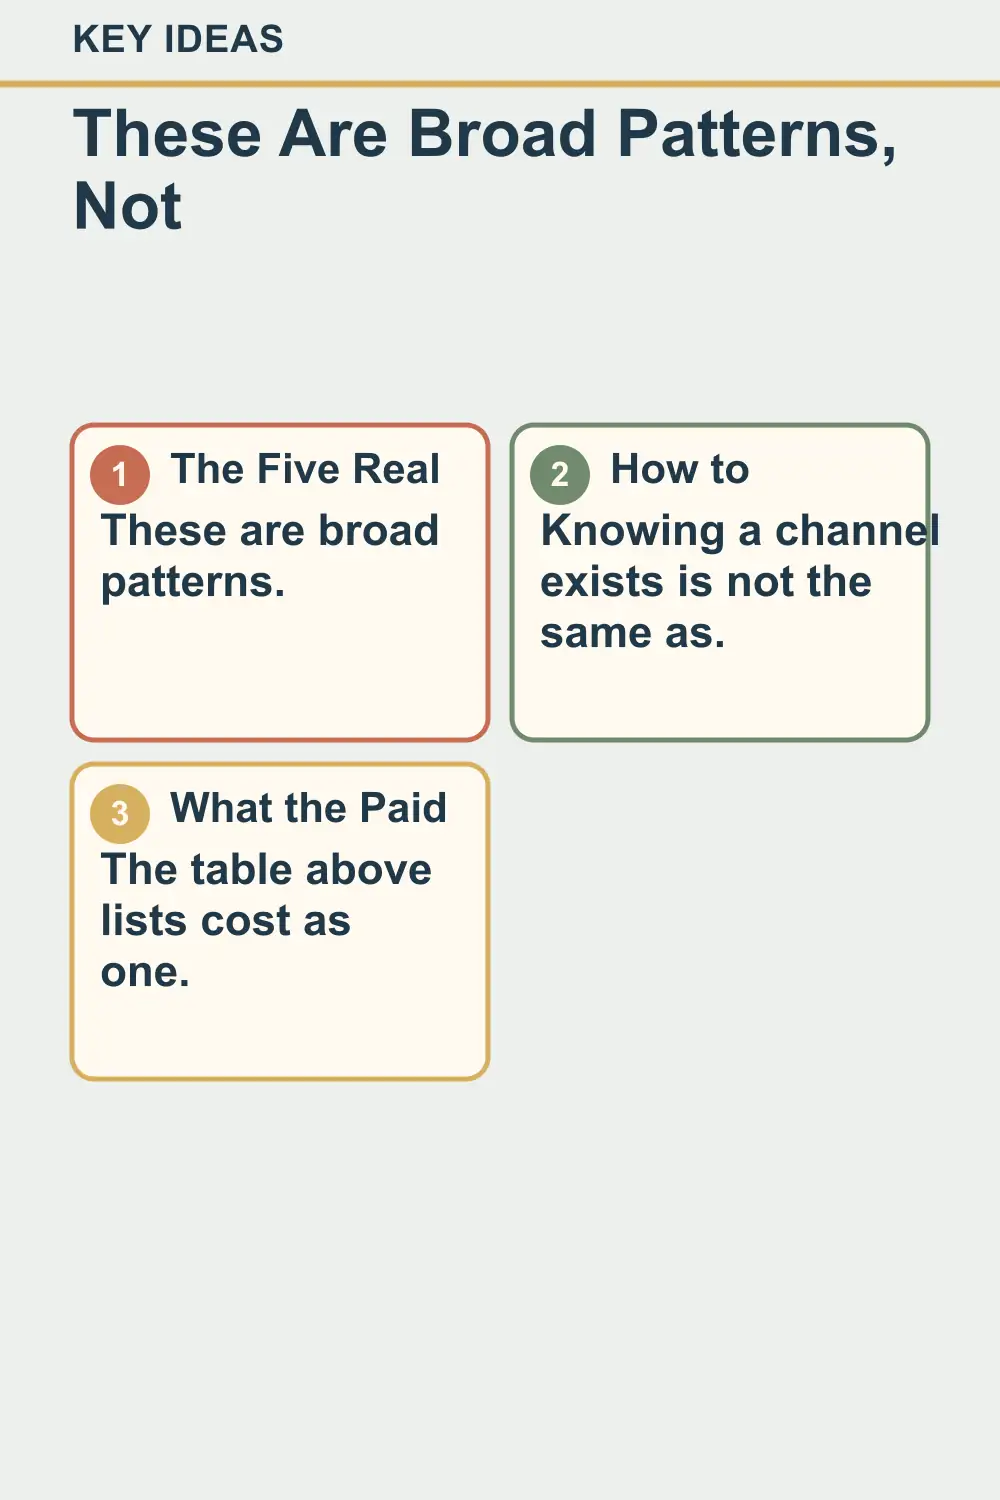 KEY IDEAS
These Are Broad Patterns,
Not
1
The Five Real
These are broad
patterns.
2
How to
Knowing a channel
exists is not the
same as.
3
What the Paid
The table above
lists cost as
one.